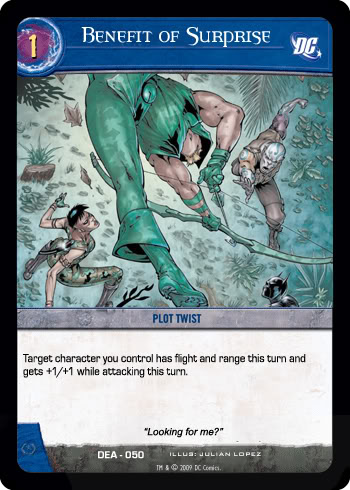 1
BENEFIT OF SURPRISE
DC
PLOT TWIST
Target character you control has flight and range this turn and
gets +1/+1 while attacking this turn.
"Looking for me?"
DEA - 050
ILLUS: JULIAN LOPEZ
TM & © 2009 DC Comics.